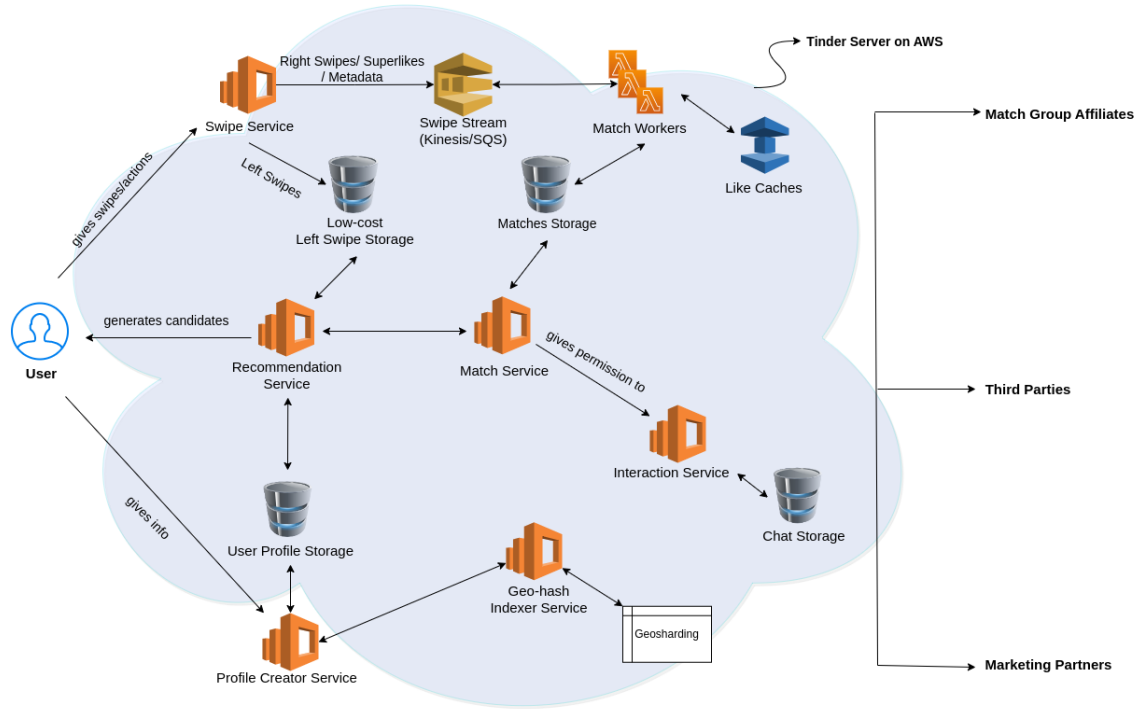 Tinder Server on AWS
Right Swipes/ Superlikes
/ Metadata
Swipe Service
Swipe Stream
(Kinesis/SQS)
Match Workers
Match Group Affiliates
Like Caches
gives swipes/actions
Left Swipes
Low-cost
Left Swipe Storage
Matches Storage
generates candidates
User
Recommendation
Service
Match Service
gives permission to
Third Parties
Interaction Service
gives info
User Profile Storage
Chat Storage
Geo-hash
Indexer Service
Geosharding
Profile Creator Service
Marketing Partners